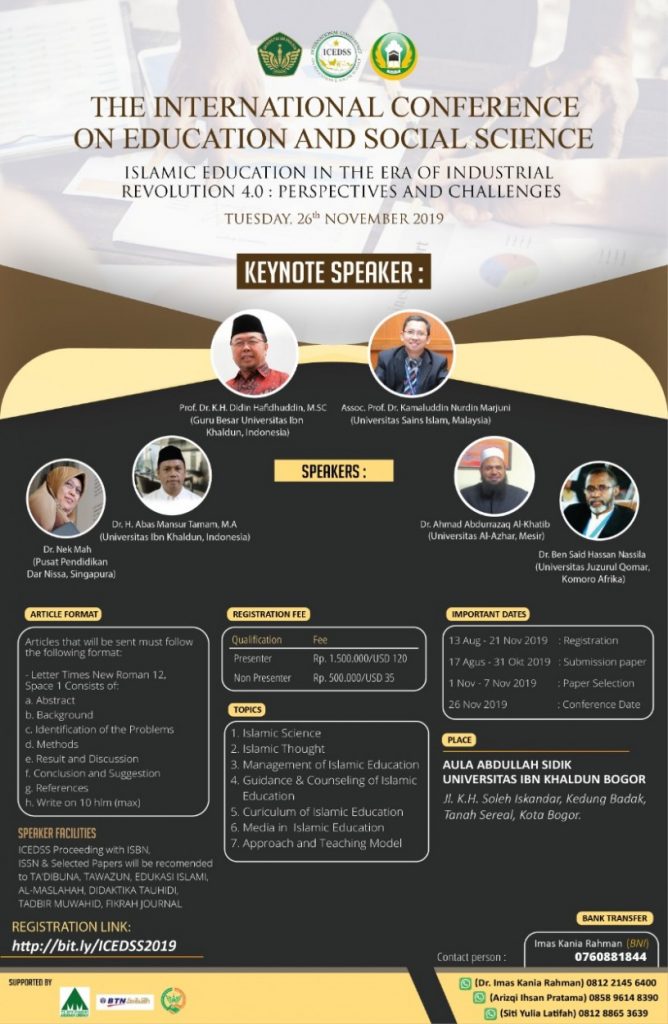 ICEDSS
THE INTERNATIONAL CONFERENCE
ON EDUCATION AND SOCIAL SCIENCE
ISLAMIC EDUCATION IN THE ERA OF INDUSTRIAL
REVOLUTION 4.0 : PERSPECTIVES AND CHALLENGES
TUESDAY, 26th NOVEMBER 2019
KEYNOTE SPEAKER :
Prof. Dr. K.H. Didin Hafidhuddin, M.SC
(Guru Besar Universitas Ibn
Khaldun, Indonesia)
Assoc. Prof. Dr. Kamaluddin Nurdin Marjuni
(Universitas Sains Islam, Malaysia)
SPEAKERS :
Dr. Nek Mah
(Pusat Pendidikan
Dar Nissa, Singapura)
Dr. H. Abas Mansur Tamam, M.A
(Universitas Ibn Khaldun, Indonesia)
Dr. Ahmad Abdurrazaq Al-Khatib
(Universitas Al-Azhar, Mesir)
Dr. Ben Said Hassan Nassila
(Universitas Juzurul Qomar,
Komoro Afrika)
ARTICLE FORMAT
Articles that will be sent must follow
the following format:
- Letter Times New Roman 12,
Space 1 Consists of:
a. Abstract
b. Background
c. Identification of the Problems
d. Methods
e. Result and Discussion
f. Conclusion and Suggestion
g. References
h. Write on 10 hlm (max)
SPEAKER FACILITIES
ICEDSS Proceeding with ISBN,
ISSN & Selected Papers will be recomended
to TA'DIBUNA, TAWAZUN, EDUKASI ISLAMI,
AL-MASLAHAH, DIDAKTIKA TAUHIDI,
TADBIR MUWAHID, FIKRAH JOURNAL
REGISTRATION LINK:
http://bit.ly/ICEDSS2019
REGISTRATION FEE
Qualification Fee
Presenter Rp. 1.500.000/USD 120
Non Presenter Rp. 500.000/USD 35
TOPICS
1. Islamic Science
2. Islamic Thought
3. Management of Islamic Education
4. Guidance & Counseling of Islamic
Education
5. Curiculum of Islamic Education
6. Media in Islamic Education
7. Approach and Teaching Model
IMPORTANT DATES
13 Aug - 21 Nov 2019 : Registration
17 Agus - 31 Okt 2019 : Submission paper
1 Nov - 7 Nov 2019 : Paper Selection
26 Nov 2019 : Conference Date
PLACE
AULA ABDULLAH SIDIK
UNIVERSITAS IBN KHALDUN BOGOR
Jl. K.H. Soleh Iskandar, Kedung Badak,
Tanah Sereal, Kota Bogor.
BANK TRANSFER
Imas Kania Rahman (BNI)
0760881844
Contact person :
(Dr. Imas Kania Rahman) 0812 2145 6400
(Arizqi Ihsan Pratama) 0858 9614 8390
(Siti Yulia Latifah) 0812 8865 3639
SUPPORTED BY
BTN